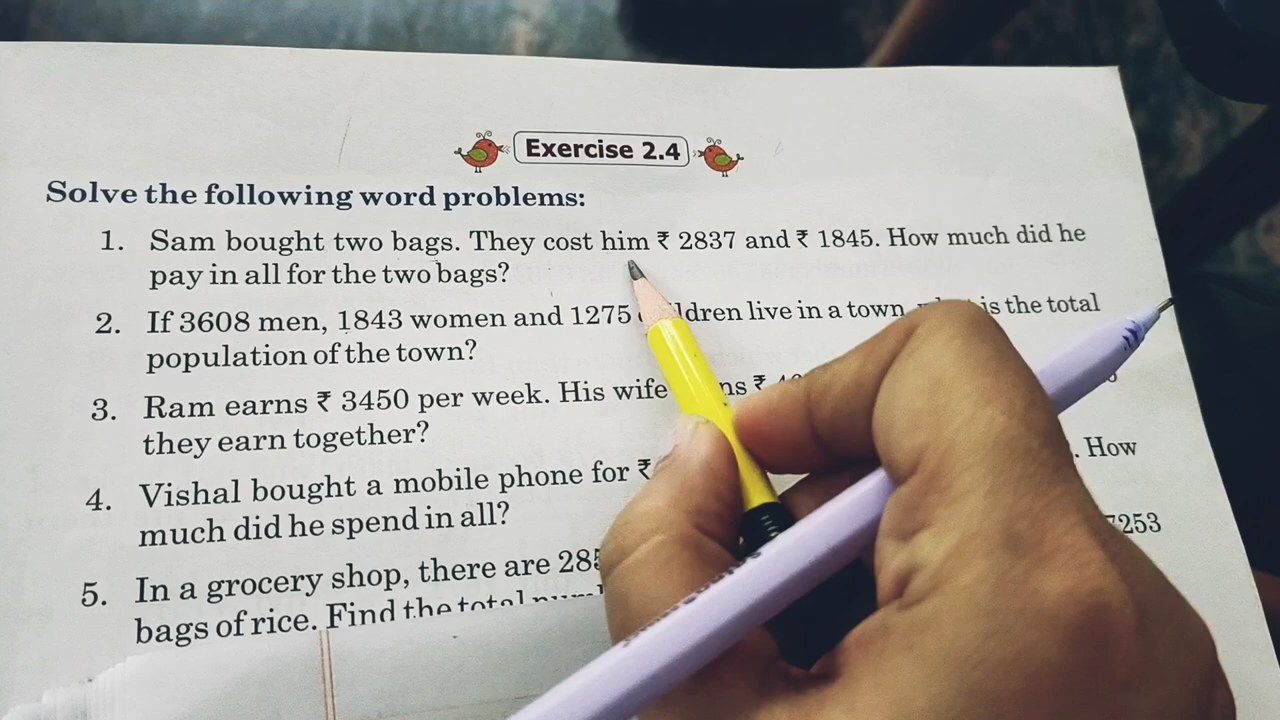 Exercise 2.4
Solve the following word problems:
1. Sam bought two bags. They cost him ₹ 2837 and ₹ 1845. How much did he
pay in all for the two bags?
2. If 3608 men, 1843 women and 1275 children live in a town, what is the total
population of the town?
3. Ram earns ₹ 3450 per week. His wife ₹
they earn together?
4. Vishal bought a mobile phone for ₹ . How
much did he spend in all?
5. In a grocery shop, there are 7253
bags of rice. Find the total